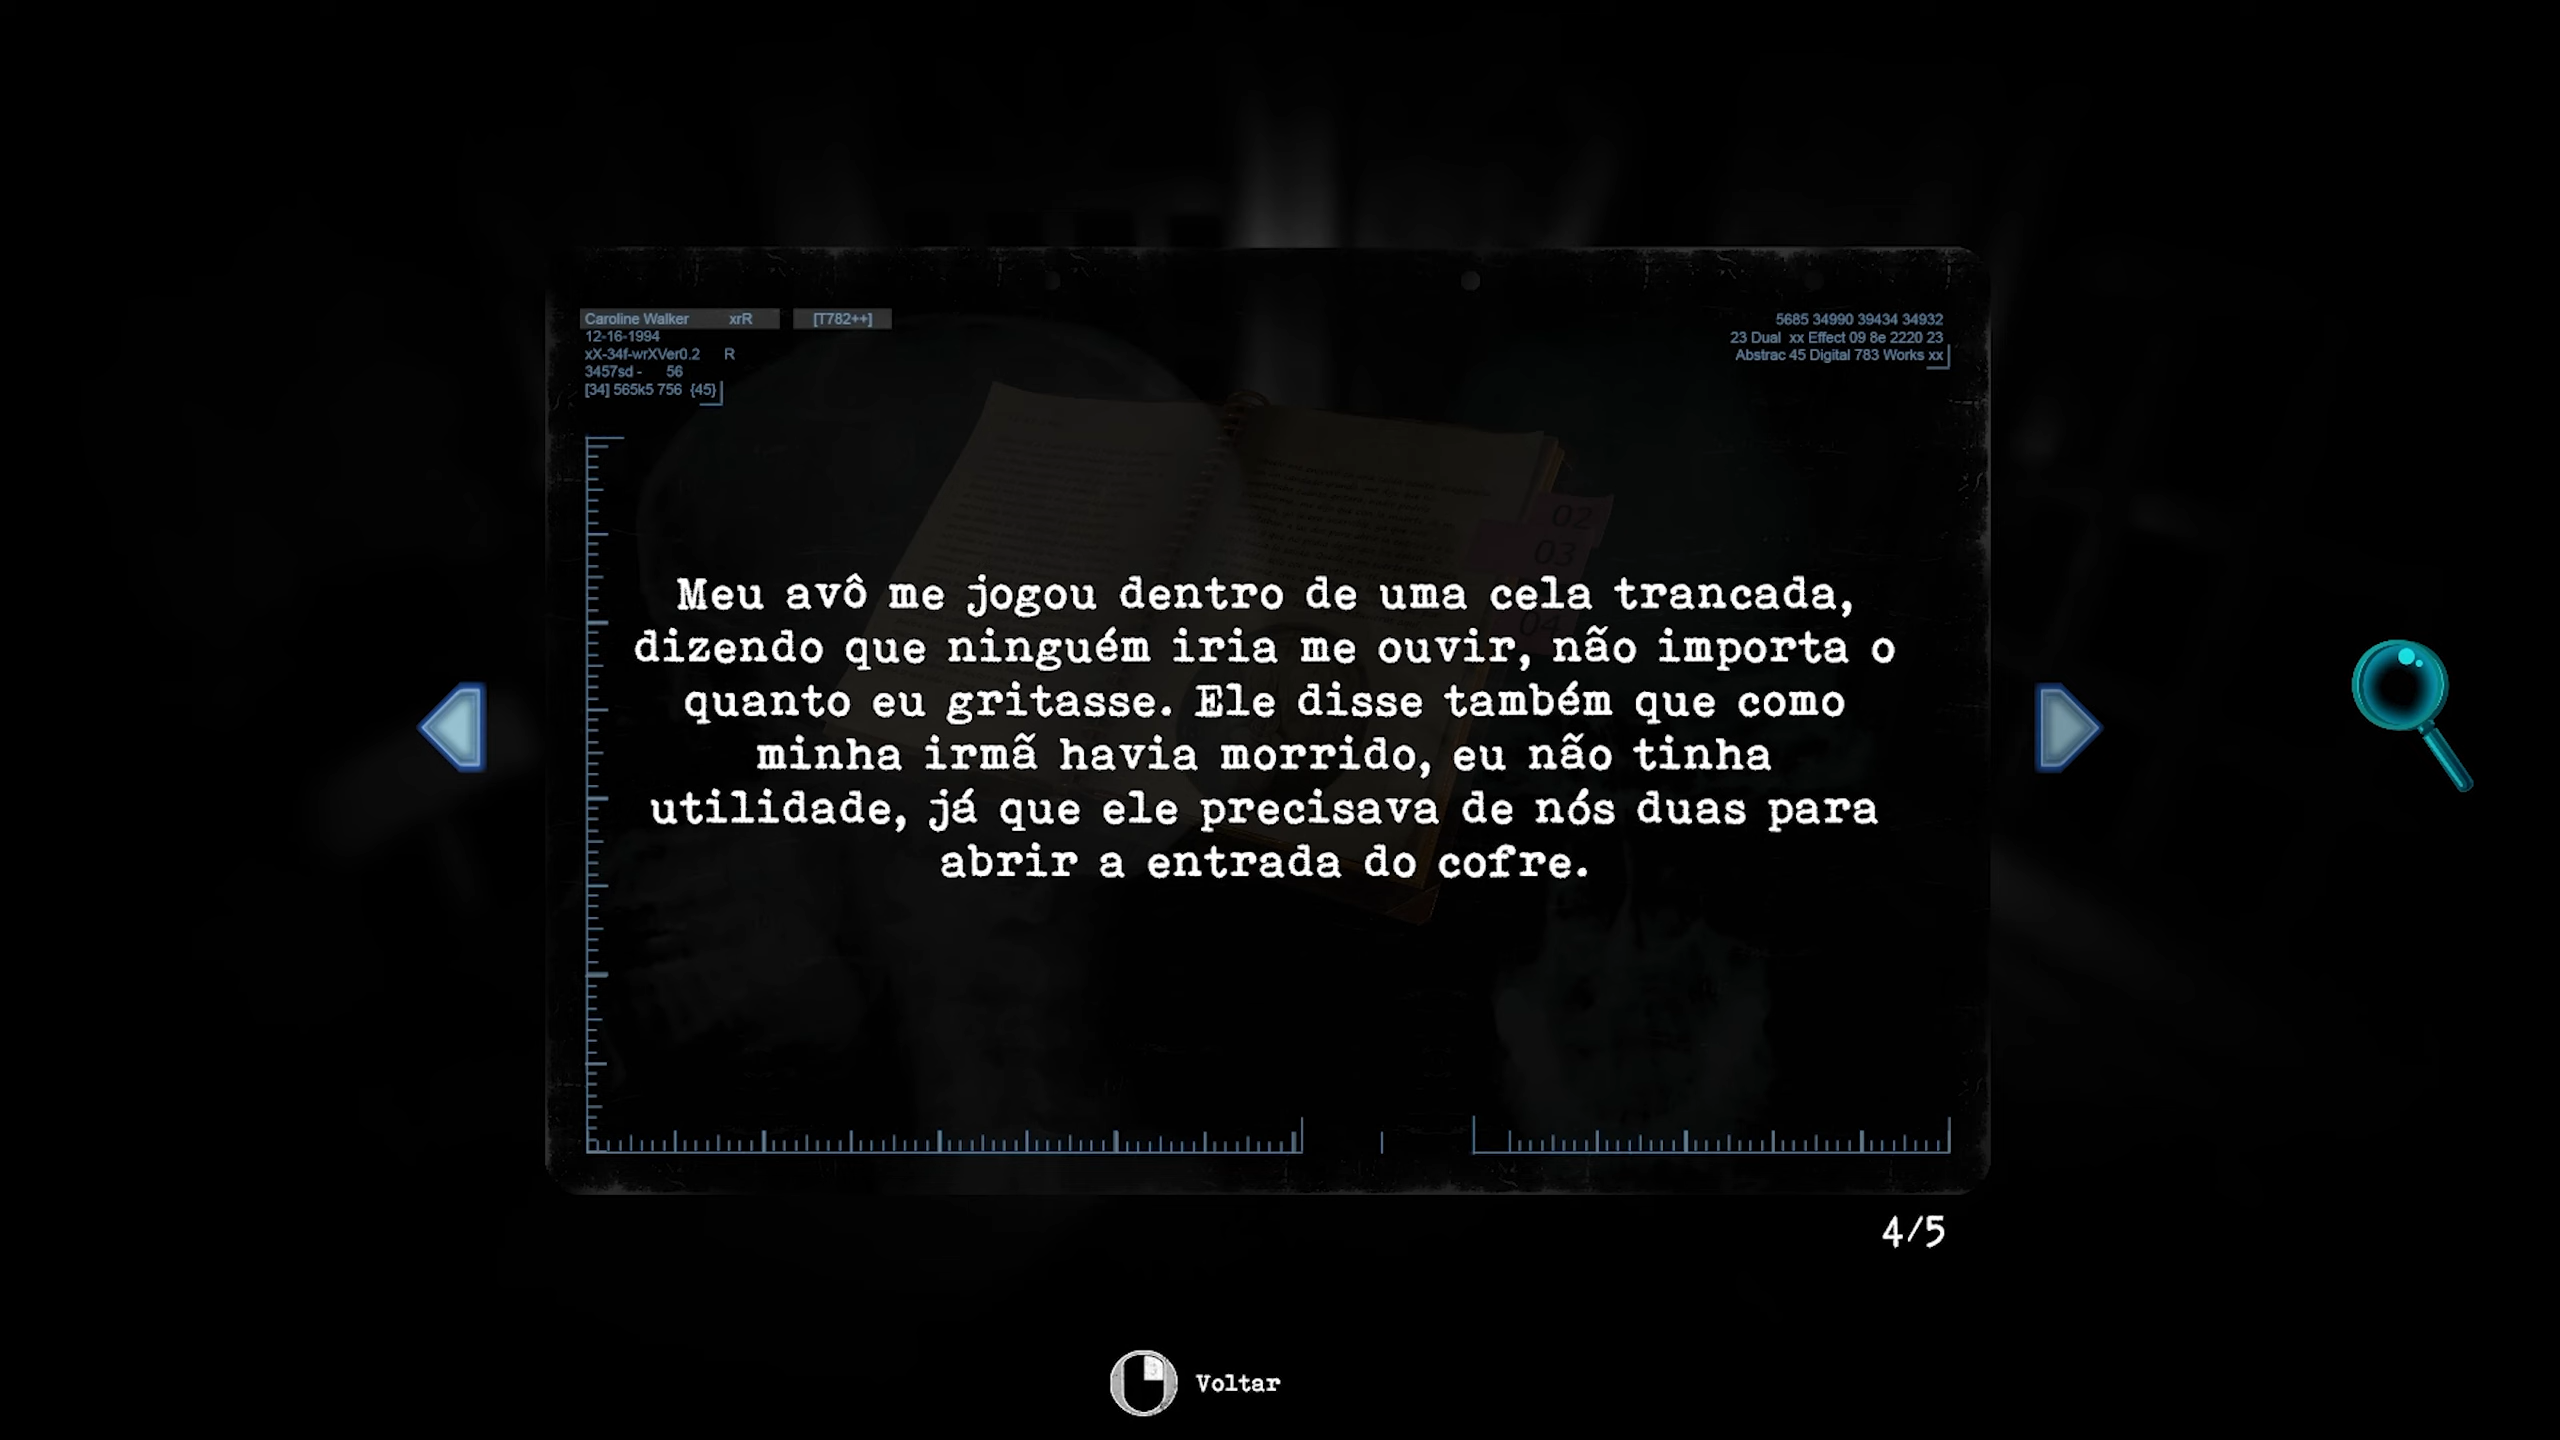 Caroline Walker xrR [T782++]
12-16-1994
xX-34f-wrXVer0.2 R
3457sd - 56
[34] 565k5 756 {45}
5685 34990 39434 34932
23 Dual xx Effect 09 8e 2220 23
Abstrac 45 Digital 783 Works xx
02
03
04
Meu avô me jogou dentro de uma cela trancada,
dizendo que ninguém iria me ouvir, não importa o
quanto eu gritasse. Ele disse também que como
minha irmã havia morrido, eu não tinha
utilidade, já que ele precisava de nós duas para
abrir a entrada do cofre.
4/5
Voltar